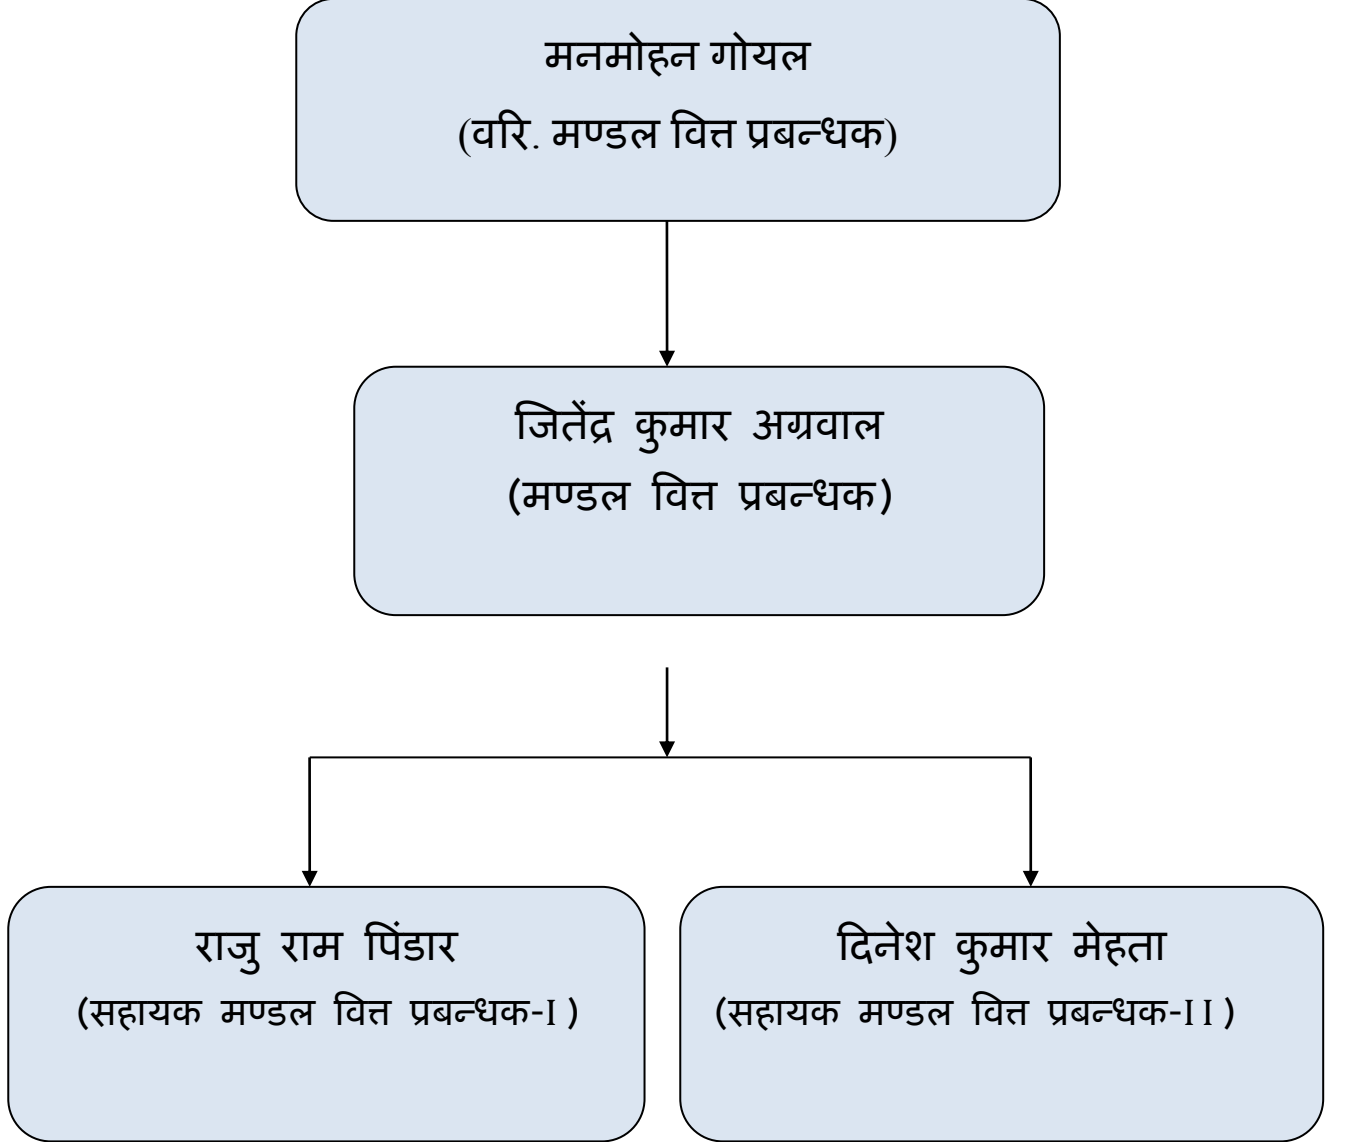 मनमोहन गोयल
(वरि. मण्डल वित्त प्रबन्धक)
जितेंद्र कुमार अग्रवाल
(मण्डल वित्त प्रबन्धक)
राजु राम पिंडार
(सहायक मण्डल वित्त प्रबन्धक-I)
दिनेश कुमार मेहता
(सहायक मण्डल वित्त प्रबन्धक-II)